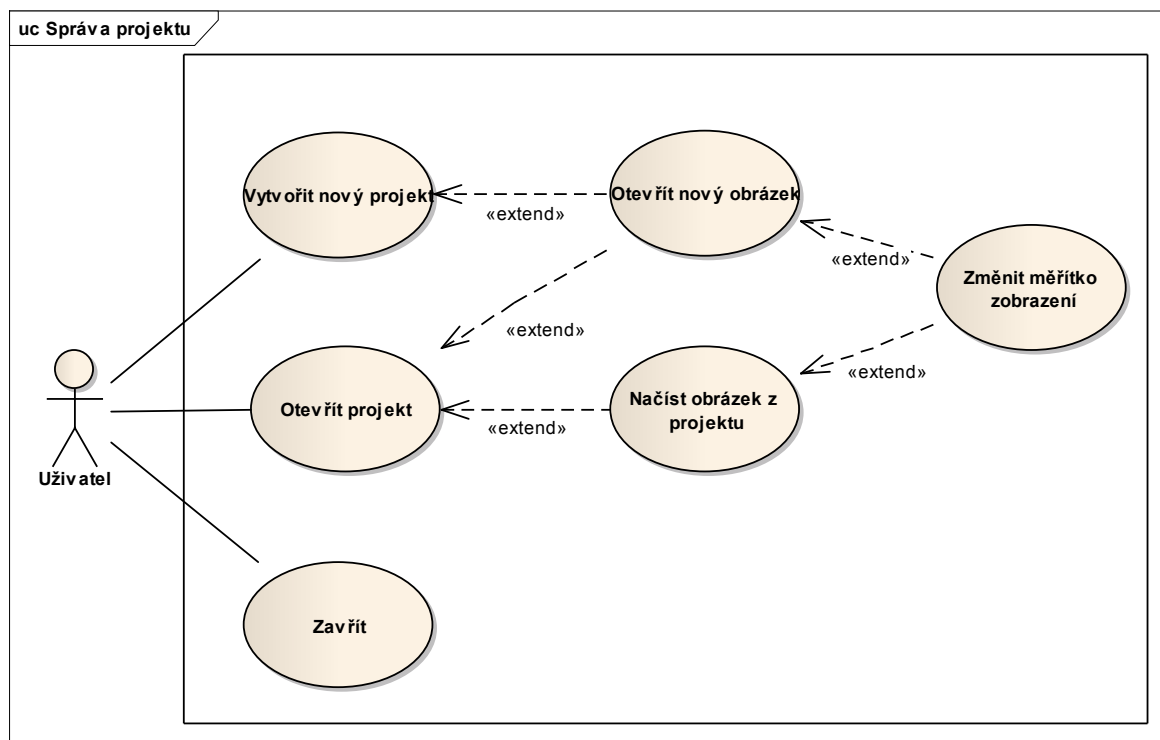 uc Správa projektu
Vytvořit nový projekt
«extend»
Otevřít nový obrázek
«extend»
Změnit měřítko
zobrazení
«extend»
«extend»
Otevřít projekt
«extend»
Načíst obrázek z
projektu
Uživatel
Zavřít